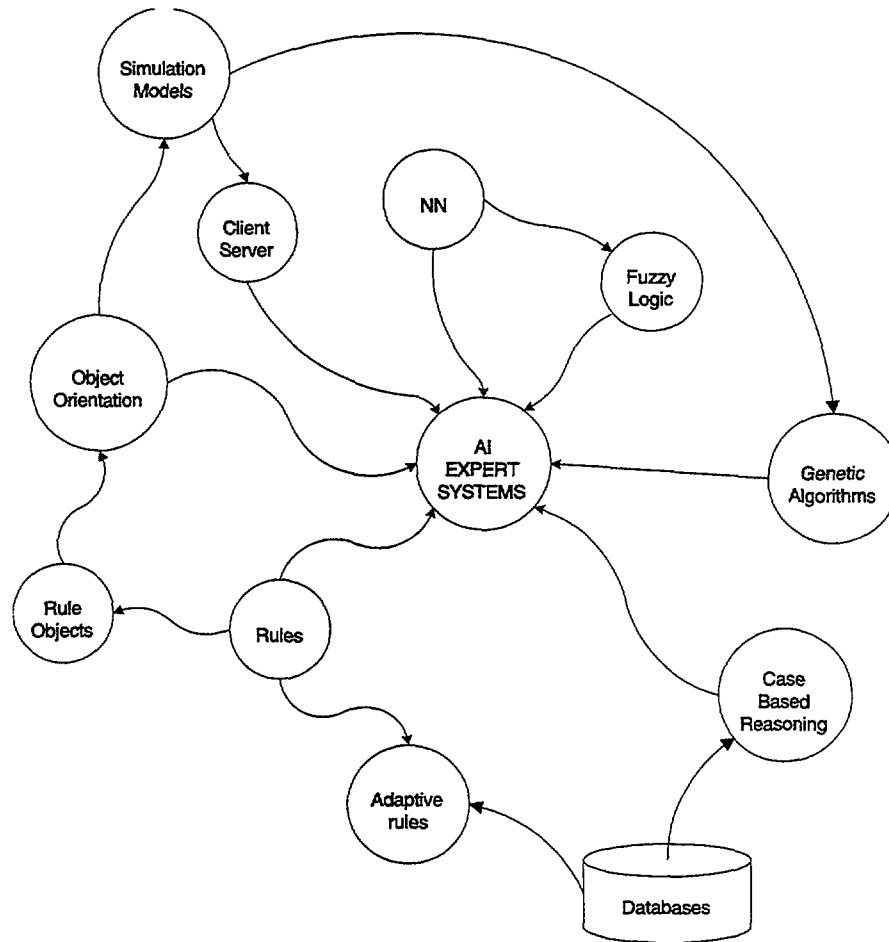 Simulation
Models
Client
Server
NN
Fuzzy
Logic
Object
Orientation
AI
EXPERT
SYSTEMS
Genetic
Algorithms
Rule
Objects
Rules
Case
Based
Reasoning
Adaptive
rules
Databases